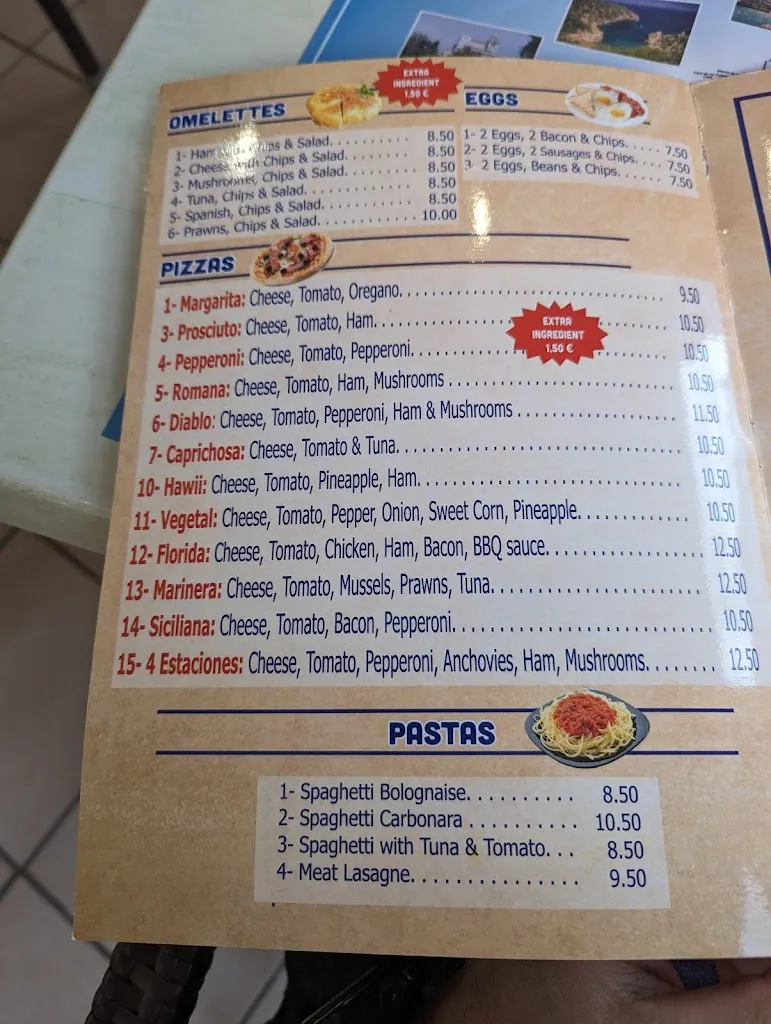 OMELETTES
EXTRA
INGREDIENT
1,80 €
1- Ham Chips & Salad. . . . . . . . . . 8.50
2- Cheese with Chips & Salad. . . . . . . . . 8.50
3- Mushrooms, Chips & Salad. . . . . . . . . 8.50
4- Tuna, Chips & Salad. . . . . . . . . . . . . 8.50
5- Spanish, Chips & Salad. . . . . . . . . . . . 8.50
6- Prawns, Chips & Salad. . . . . . . . . . . . 10.00
EGGS
1- 2 Eggs, 2 Bacon & Chips. . . . . 7.50
2- 2 Eggs, 2 Sausages & Chips. . . . 7.50
3- 2 Eggs, Beans & Chips. . . . . . 7.50
PIZZAS
EXTRA
INGREDIENT
1,50 €
1- Margarita: Cheese, Tomato, Oregano. . . . . . . . . . 9.50
3- Prosciuto: Cheese, Tomato, Ham. . . . . . . . . . 10.50
4- Pepperoni: Cheese, Tomato, Pepperoni. . . . . . . . . . 10.50
5- Romana: Cheese, Tomato, Ham, Mushrooms . . . . . . . . . . 10.50
6- Diablo: Cheese, Tomato, Pepperoni, Ham & Mushrooms . . . . . . . . . . 11.50
7- Caprichosa: Cheese, Tomato & Tuna. . . . . . . . . . 10.50
10- Hawii: Cheese, Tomato, Pineapple, Ham. . . . . . . . . . 10.50
11- Vegetal: Cheese, Tomato, Pepper, Onion, Sweet Corn, Pineapple. . . . . . . . . . 10.50
12- Florida: Cheese, Tomato, Chicken, Ham, Bacon, BBQ sauce. . . . . . . . . . 12.50
13- Marinera: Cheese, Tomato, Mussels, Prawns, Tuna. . . . . . . . . . 12.50
14- Siciliana: Cheese, Tomato, Bacon, Pepperoni. . . . . . . . . . 10.50
15- 4 Estaciones: Cheese, Tomato, Pepperoni, Anchovies, Ham, Mushrooms. . . . . . . 12.50
PASTAS
1- Spaghetti Bolognaise. . . . . . . . . . 8.50
2- Spaghetti Carbonara . . . . . . . . . . 10.50
3- Spaghetti with Tuna & Tomato. . . 8.50
4- Meat Lasagne. . . . . . . . . . . . . . . 9.50